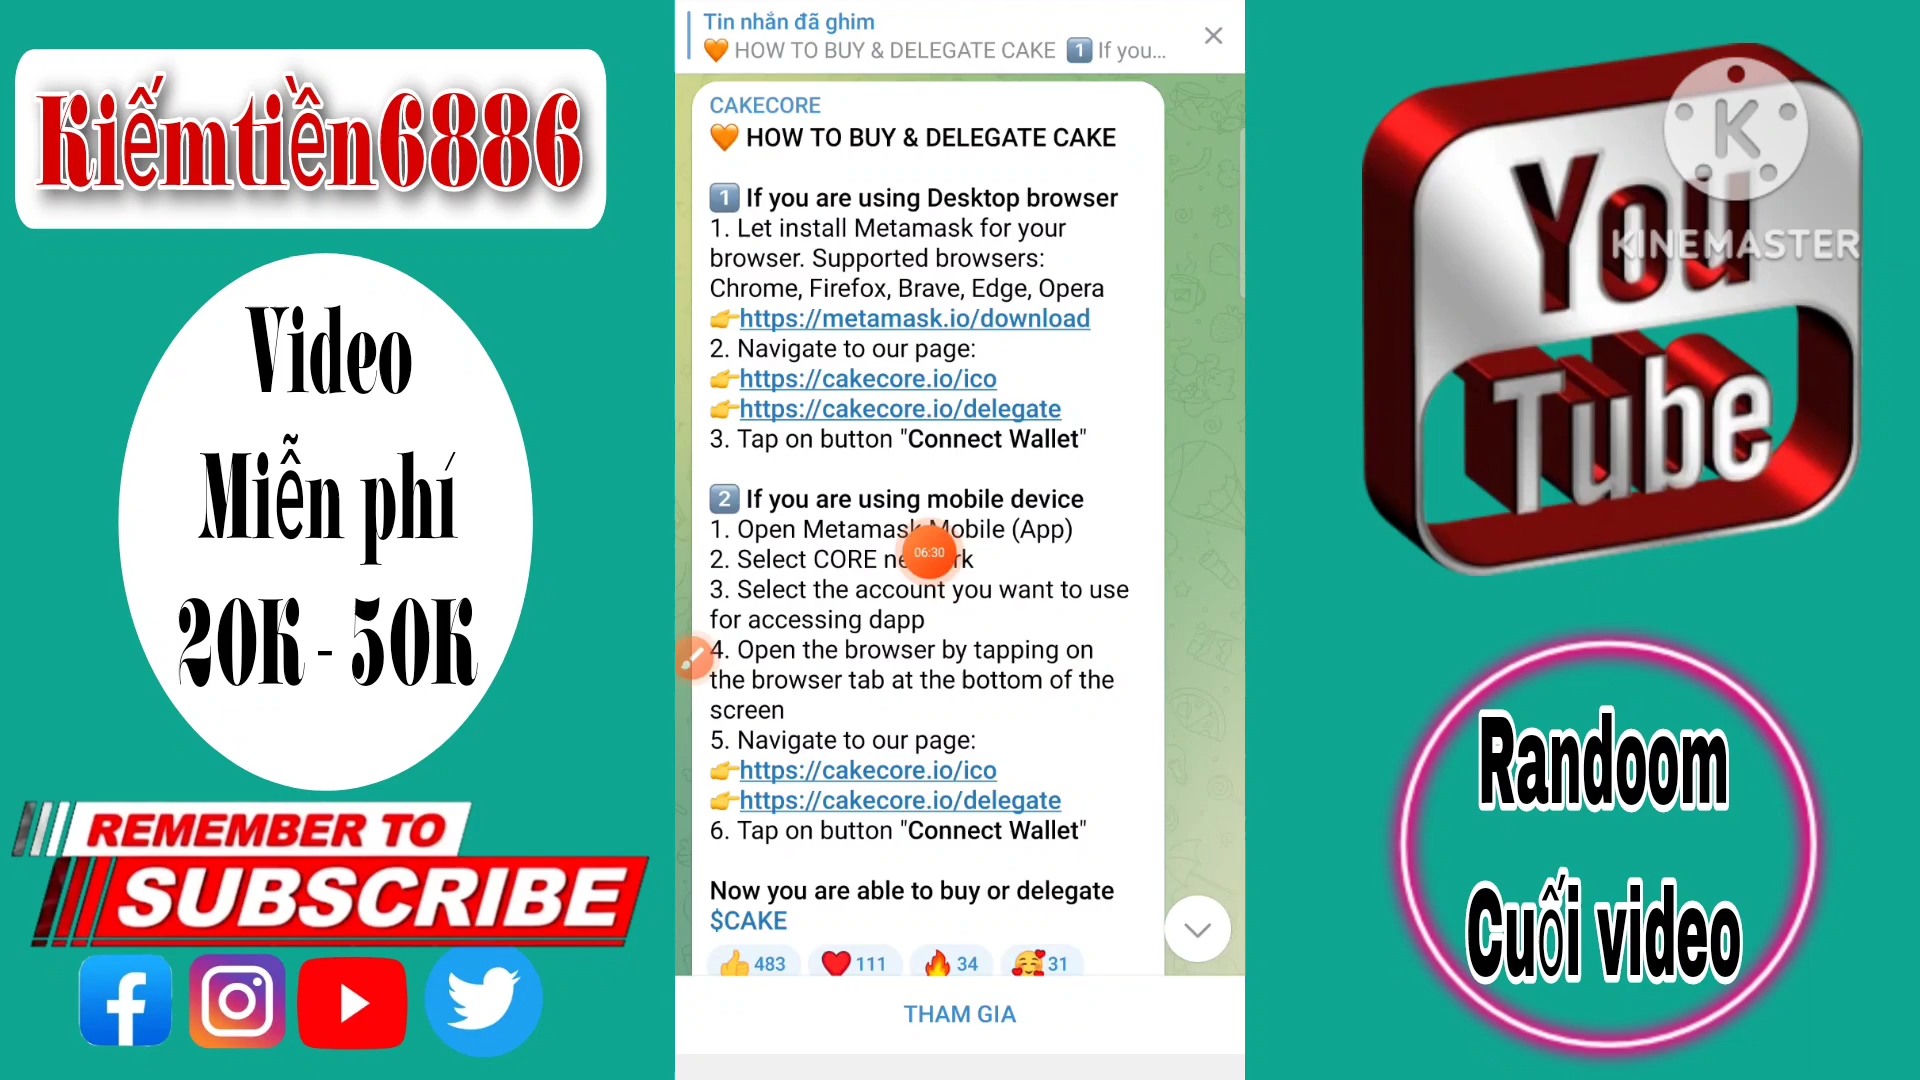 Kiếmtiền6886
Video
Miễn phí
20K - 50K
REMEMBER TO
SUBSCRIBE
Tin nhắn đã ghim
🧡 HOW TO BUY & DELEGATE CAKE 1️⃣ If you...
CAKECORE
🧡 HOW TO BUY & DELEGATE CAKE
1️⃣ If you are using Desktop browser
1. Let install Metamask for your
browser. Supported browsers:
Chrome, Firefox, Brave, Edge, Opera
👉https://metamask.io/download
2. Navigate to our page:
👉https://cakecore.io/ico
👉https://cakecore.io/delegate
3. Tap on button "Connect Wallet"
2️⃣ If you are using mobile device
1. Open Metamask Mobile (App)
06:30
2. Select CORE
3. Select the account you want to use
for accessing dapp
4. Open the browser by tapping on
the browser tab at the bottom of the
screen
5. Navigate to our page:
👉https://cakecore.io/ico
👉https://cakecore.io/delegate
6. Tap on button "Connect Wallet"
Now you are able to buy or delegate
$CAKE
👍 483 ❤️ 111 🔥 34 🥰 31
THAM GIA
You
Tube
K
KINEMASTER
Randoom
Cuối video